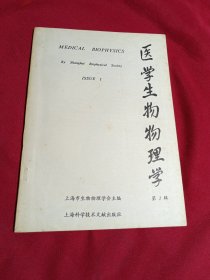 MEDICAL BIOPHYSICS
By Shanghai Biophysical Society
ISSUE 1
医学生物物理学
第1辑
上海市生物物理学会主编
上海科学技术文献出版社